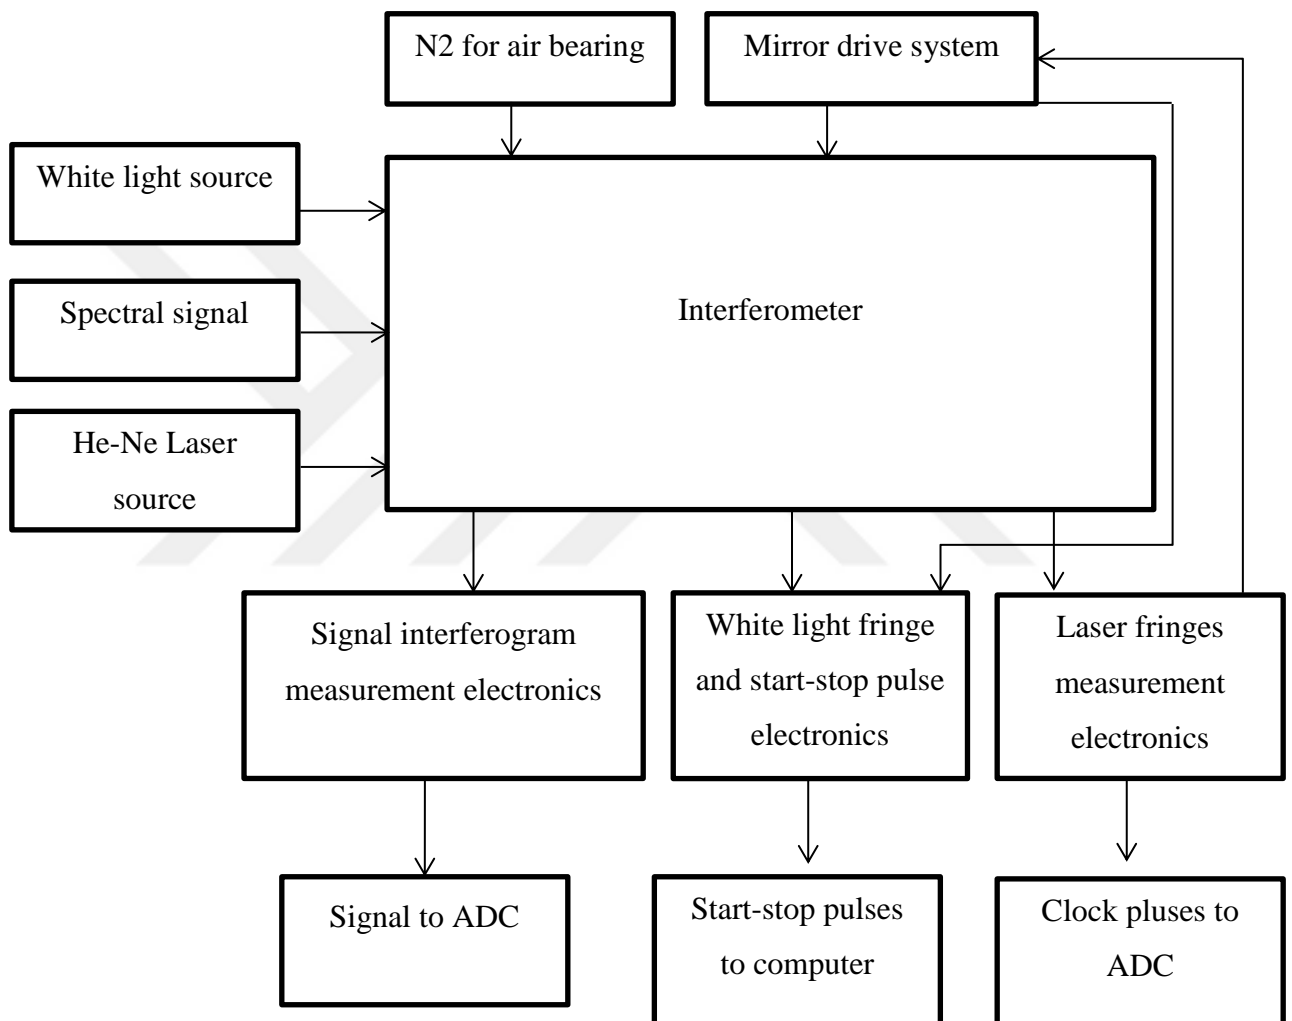 N2 for air bearing
Mirror drive system
White light source
Spectral signal
Interferometer
He-Ne Laser
source
Signal interferogram
measurement electronics
White light fringe
and start-stop pulse
electronics
Laser fringes
measurement
electronics
Signal to ADC
Start-stop pulses
to computer
Clock pluses to
ADC